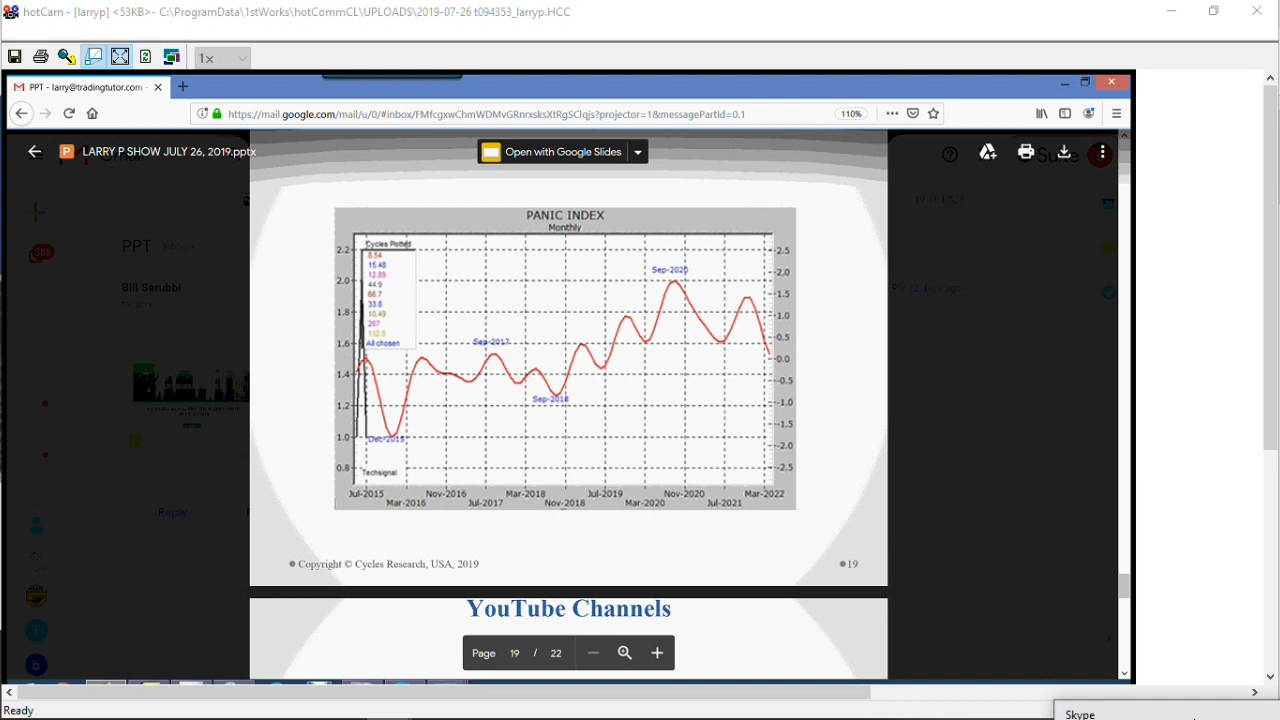 hotCam - [larryp] <53KB>- C:\ProgramData\1stWorks\hotCommCL\UPLOADS\2019-07-26 t094353_larryp.HCC
1x
PPT - larry@tradingtutor.com -
https://mail.google.com/mail/u/0/#inbox/FMfcgxwChmWDMvGRnrxsksXtRgSClqjs?projector=1&messagePartId=0.1
110%
LARRY P SHOW JULY 26, 2019.pptx
Open with Google Slides
Suite
PPT
Inbox
386
Bill Sarubbi
Reply
(2 days ago)
PANIC INDEX
Monthly
Cycles Plotted
8.54
15.48
12.89
44.9
66.7
33.8
10.49
267
112.5
All chosen
2.2
2.0
1.8
1.6
1.4
1.2
1.0
0.8
2.5
2.0
1.5
1.0
0.5
0.0
-0.5
-1.0
-1.5
-2.0
-2.5
Sep-2020
Sep-2017
Sep-2018
Dec-2015
Techsignal
Jul-2015 Nov-2016 Mar-2018 Jul-2019 Nov-2020 Mar-2022
Mar-2016 Jul-2017 Nov-2018 Mar-2020 Jul-2021
Copyright © Cycles Research, USA, 2019
19
YouTube Channels
Page 19 / 22
Ready
Skype